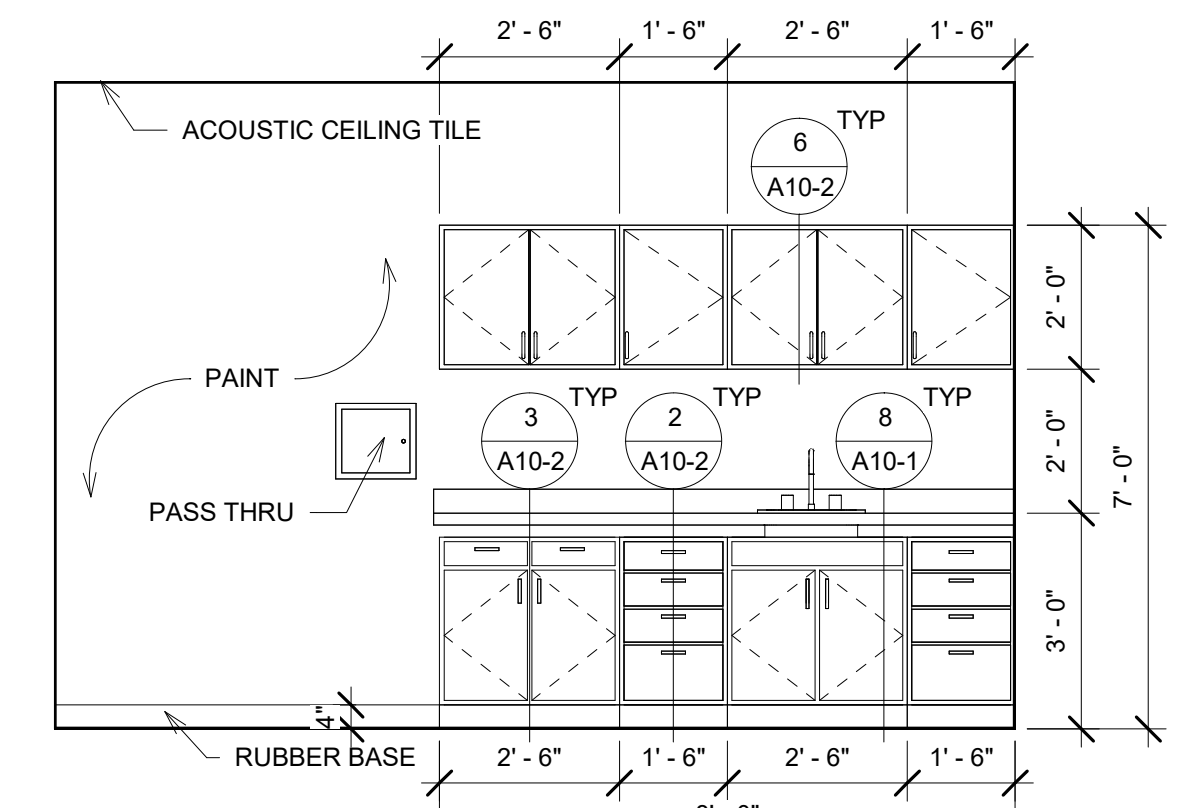 2' - 6"
1' - 6"
2' - 6"
1' - 6"
ACOUSTIC CEILING TILE
6
A10-2
TYP
2' - 0"
PAINT
3
A10-2
TYP
2
A10-2
TYP
8
A10-1
TYP
2' - 0"
7' - 0"
PASS THRU
3' - 0"
4"
RUBBER BASE
2' - 6"
1' - 6"
2' - 6"
1' - 6"